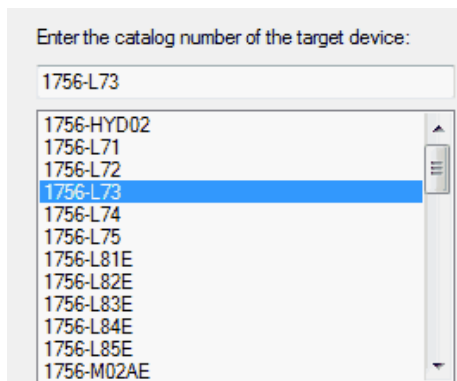 Enter the catalog number of the target device:
1756-L73
1756-HYD02
1756-L71
1756-L72
1756-L73
1756-L74
1756-L75
1756-L81E
1756-L82E
1756-L83E
1756-L84E
1756-L85E
1756-M02AE